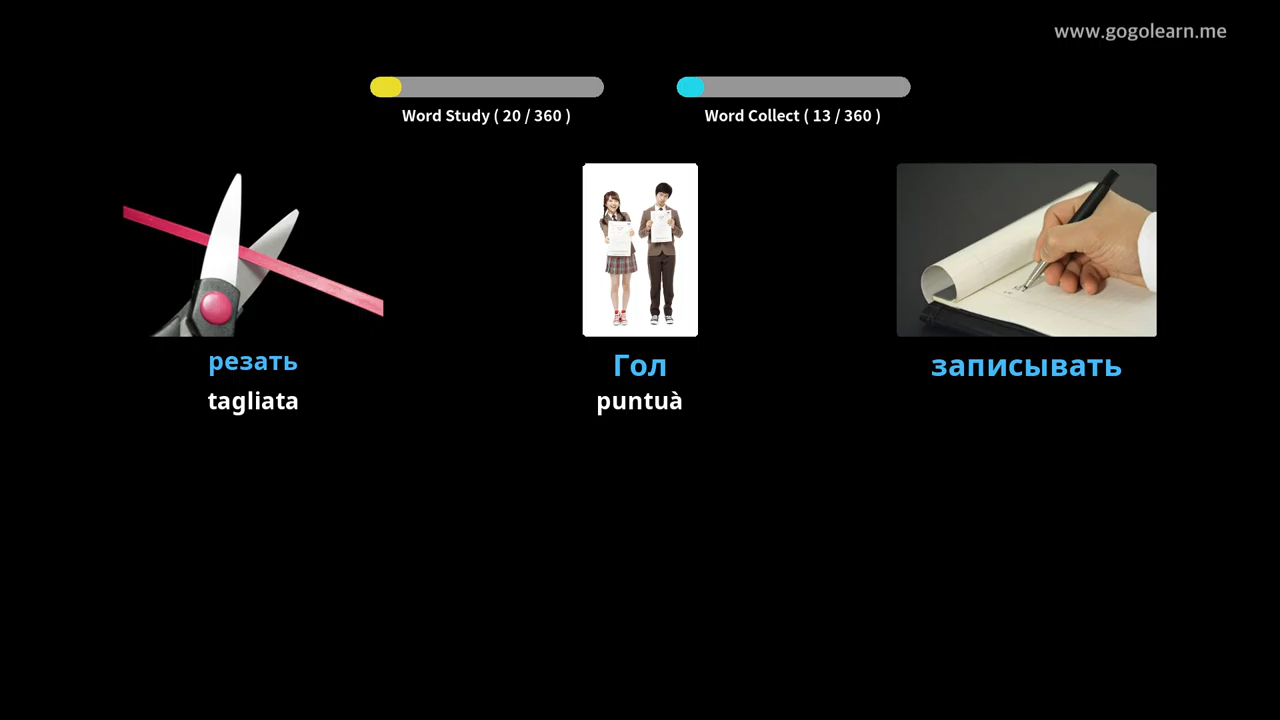 www.gogolearn.me
Word Study ( 20 / 360 )
Word Collect ( 13 / 360 )
резать
Гол
записывать
tagliata
puntuà